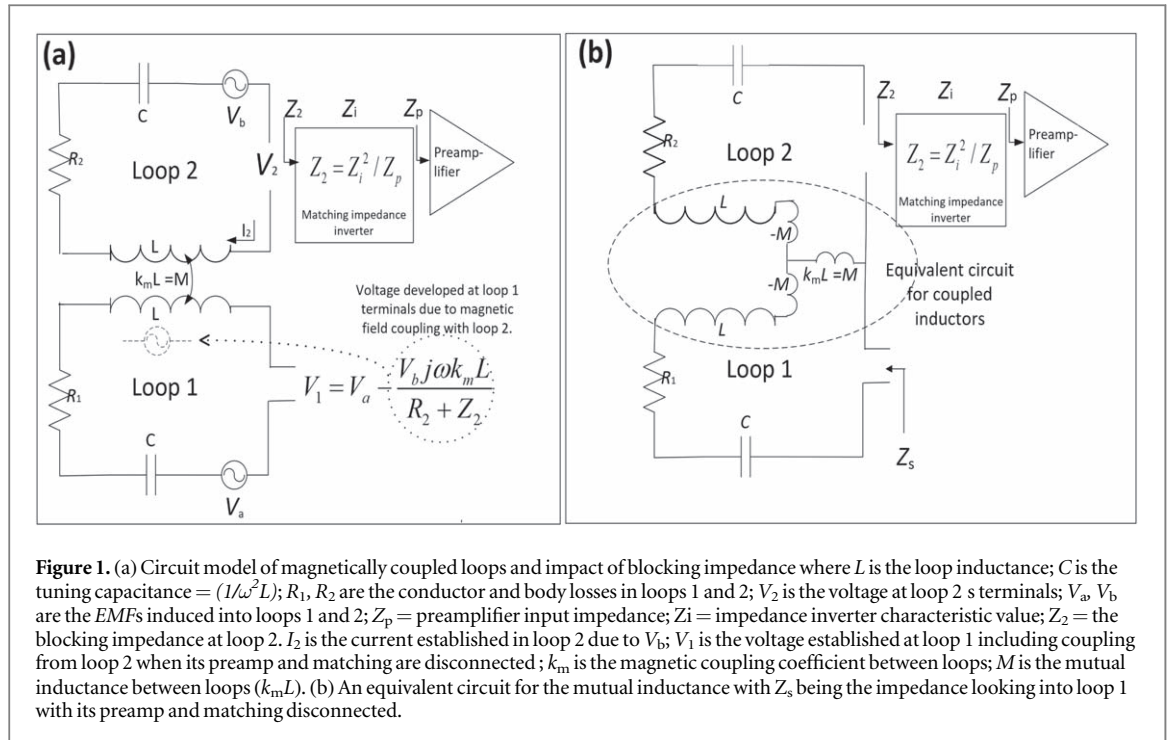 (a)
C
V_b
R_2
Loop 2
V_2
Z_2
Z_i
Z_p
Z_2 = Z_i^2 / Z_p
Matching impedance
inverter
Preamp-
lifier
I_2
L
k_mL =M
L
Voltage developed at loop 1
terminals due to magnetic
field coupling with loop 2.
R_1
Loop 1
V_1 = V_a - \frac{V_b jωk_m L}{R_2 + Z_2}
C
V_a
(b)
C
R_2
Loop 2
Z_2
Z_i
Z_p
Z_2 = Z_i^2 / Z_p
Matching impedance
inverter
Preamp-
lifier
L
-M
k_mL =M
-M
L
Equivalent circuit
for coupled
inductors
R_1
Loop 1
C
Z_s
Figure 1. (a) Circuit model of magnetically coupled loops and impact of blocking impedance where L is the loop inductance; C is the
tuning capacitance = (1/ω²L); R_1, R_2 are the conductor and body losses in loops 1 and 2; V_2 is the voltage at loop 2 s terminals; V_a, V_b
are the EMFs induced into loops 1 and 2; Z_p = preamplifier input impedance; Zi = impedance inverter characteristic value; Z_2 = the
blocking impedance at loop 2. I_2 is the current established in loop 2 due to V_b; V_1 is the voltage established at loop 1 including coupling
from loop 2 when its preamp and matching are disconnected ; k_m is the magnetic coupling coefficient between loops; M is the mutual
inductance between loops (k_mL). (b) An equivalent circuit for the mutual inductance with Z_s being the impedance looking into loop 1
with its preamp and matching disconnected.